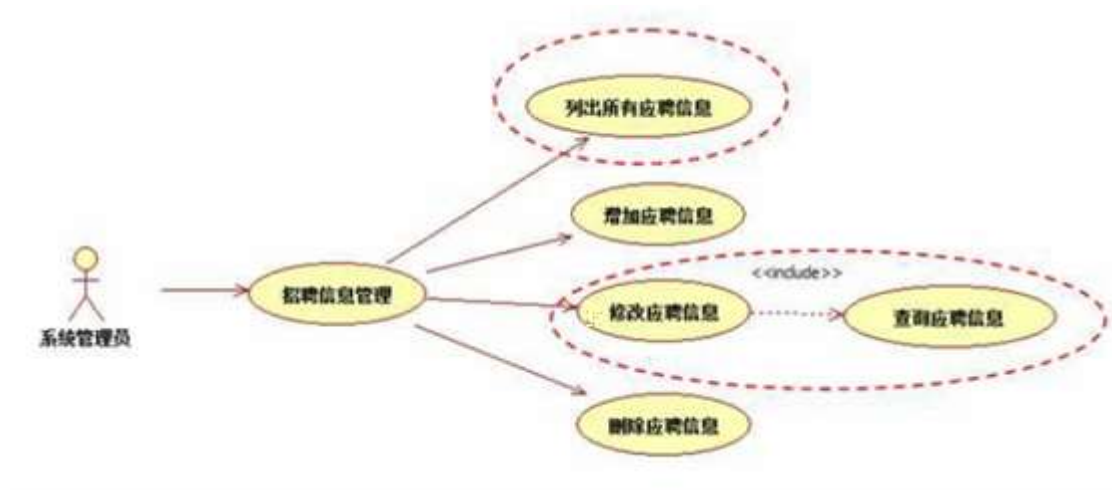 列出所有应聘信息
增加应聘信息
<<include>>
招聘信息管理
修改应聘信息
查询应聘信息
系统管理员
删除应聘信息